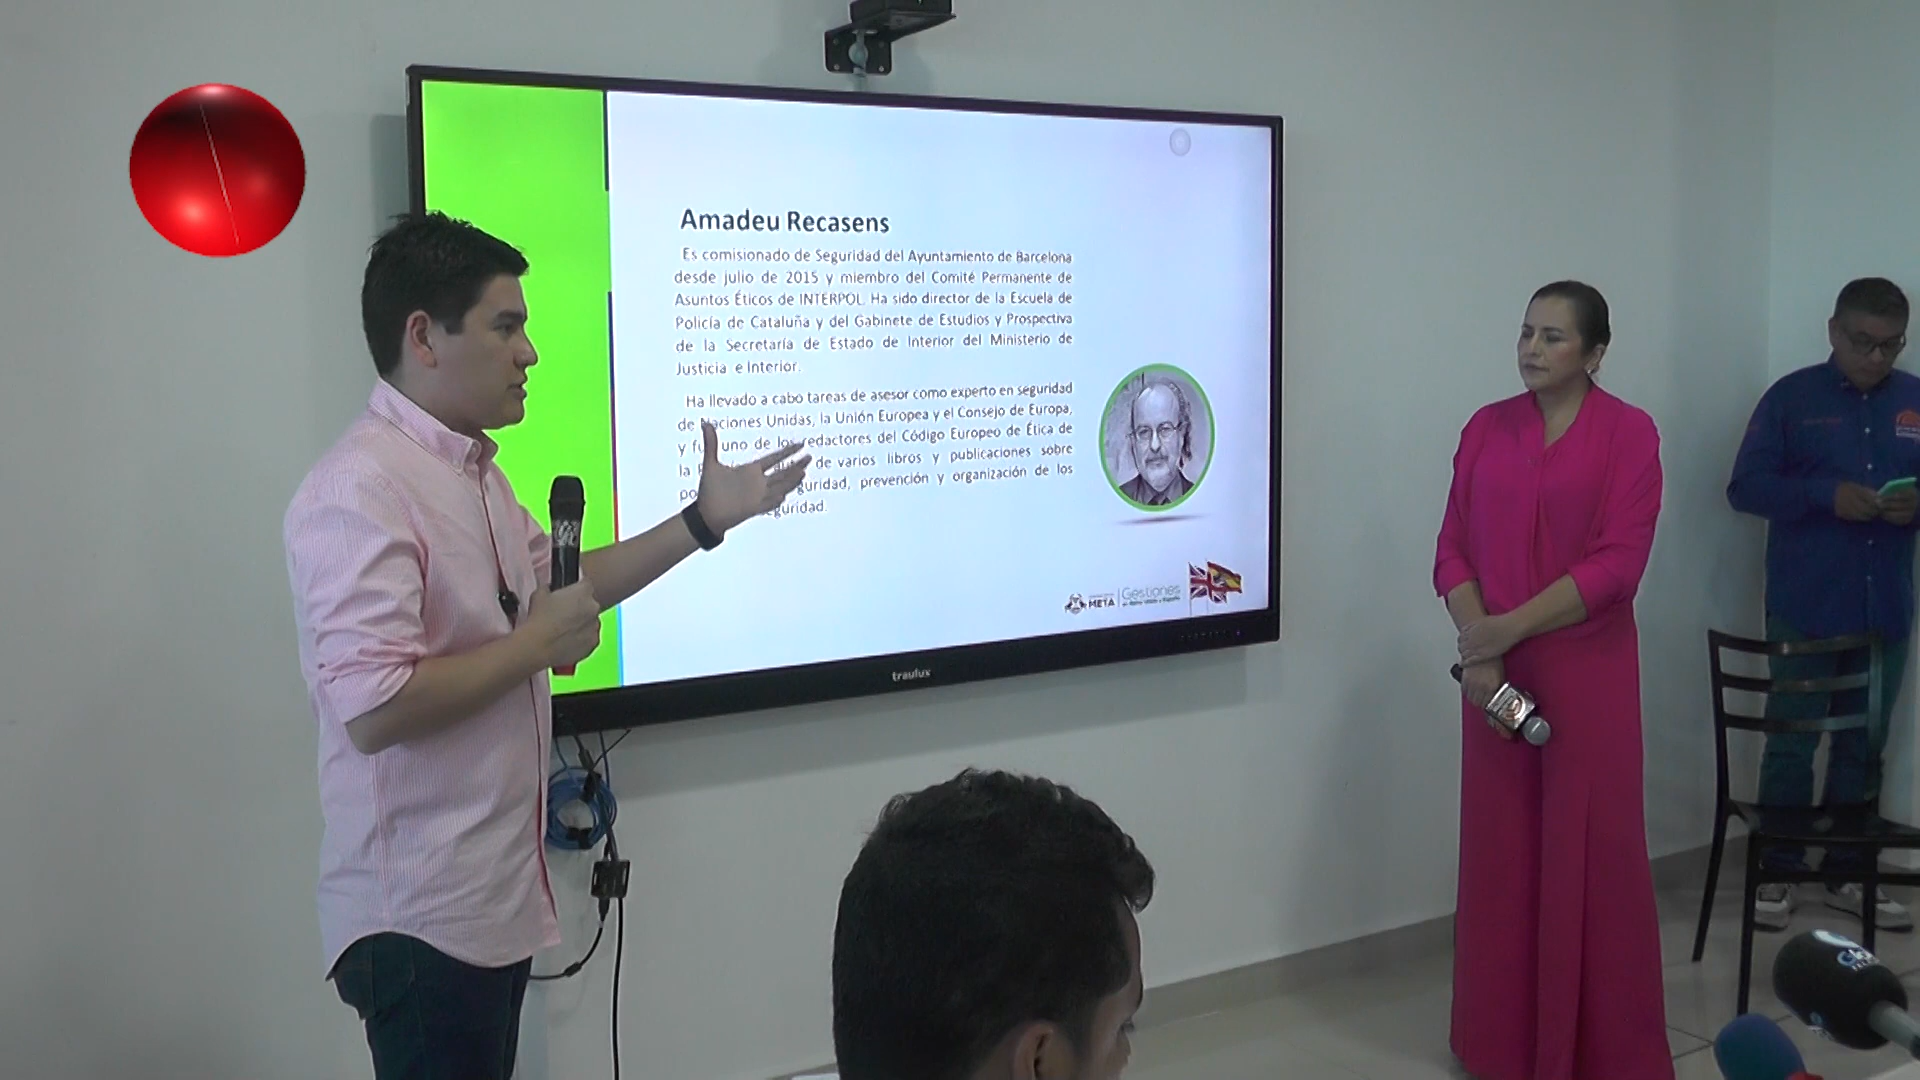 Amadeu Recasens
Es comisionado de Seguridad del Ayuntamiento de Barcelona
desde julio de 2015 y miembro del Comité Permanente de
Asuntos Éticos de INTERPOL. Ha sido director de la Escuela de
Policía de Cataluña y del Gabinete de Estudios y Prospectiva
de la Secretaría de Estado de Interior del Ministerio de
Justicia e Interior.
Ha llevado a cabo tareas de asesor como experto en seguridad
de Naciones Unidas, la Unión Europea y el Consejo de Europa,
y uno de los redactores del Código Europeo de Ética de
la de varios libros y publicaciones sobre
prevención y organización de los
META
Gestiones
traulux